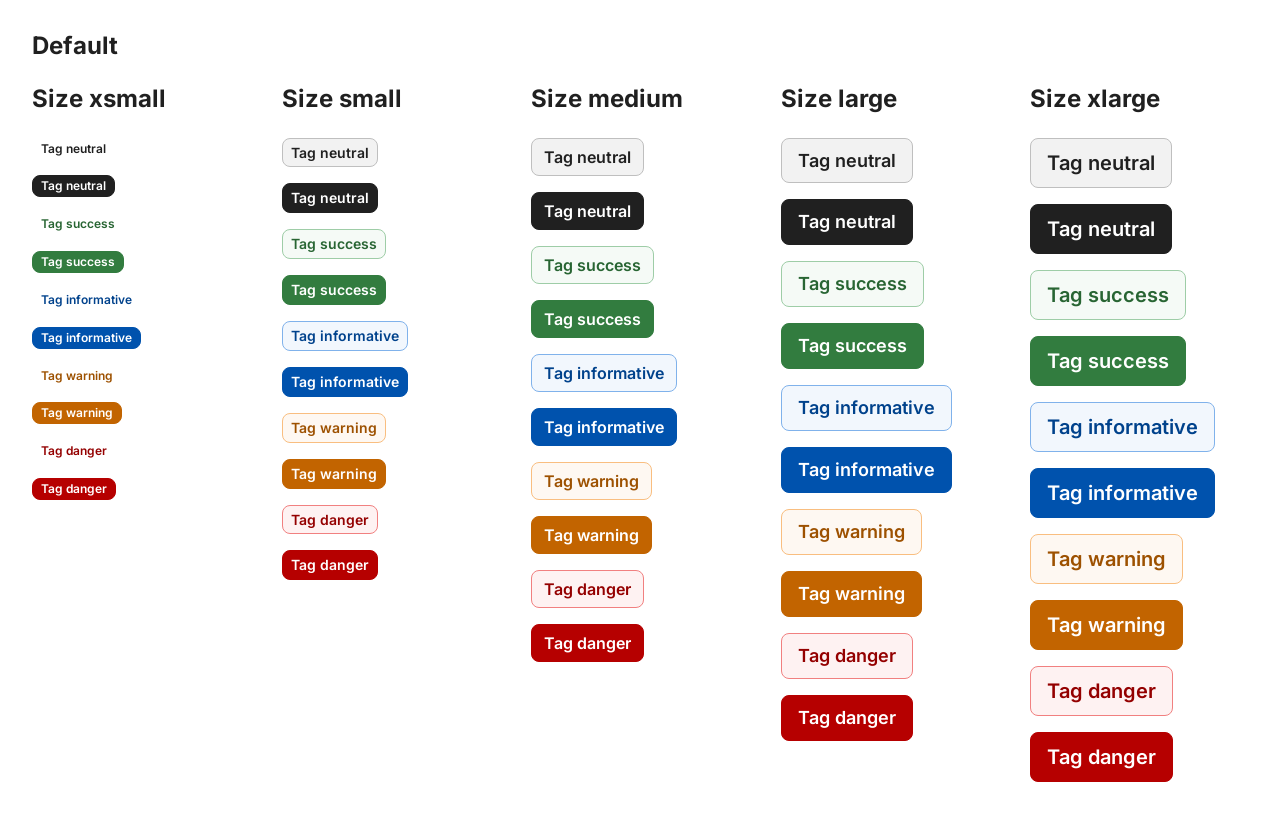 Default
Size xsmall
Tag neutral
Tag neutral
Tag success
Tag success
Tag informative
Tag informative
Tag warning
Tag warning
Tag danger
Tag danger
Size small
Tag neutral
Tag neutral
Tag success
Tag success
Tag informative
Tag informative
Tag warning
Tag warning
Tag danger
Tag danger
Size medium
Tag neutral
Tag neutral
Tag success
Tag success
Tag informative
Tag informative
Tag warning
Tag warning
Tag danger
Tag danger
Size large
Tag neutral
Tag neutral
Tag success
Tag success
Tag informative
Tag informative
Tag warning
Tag warning
Tag danger
Tag danger
Size xlarge
Tag neutral
Tag neutral
Tag success
Tag success
Tag informative
Tag informative
Tag warning
Tag warning
Tag danger
Tag danger